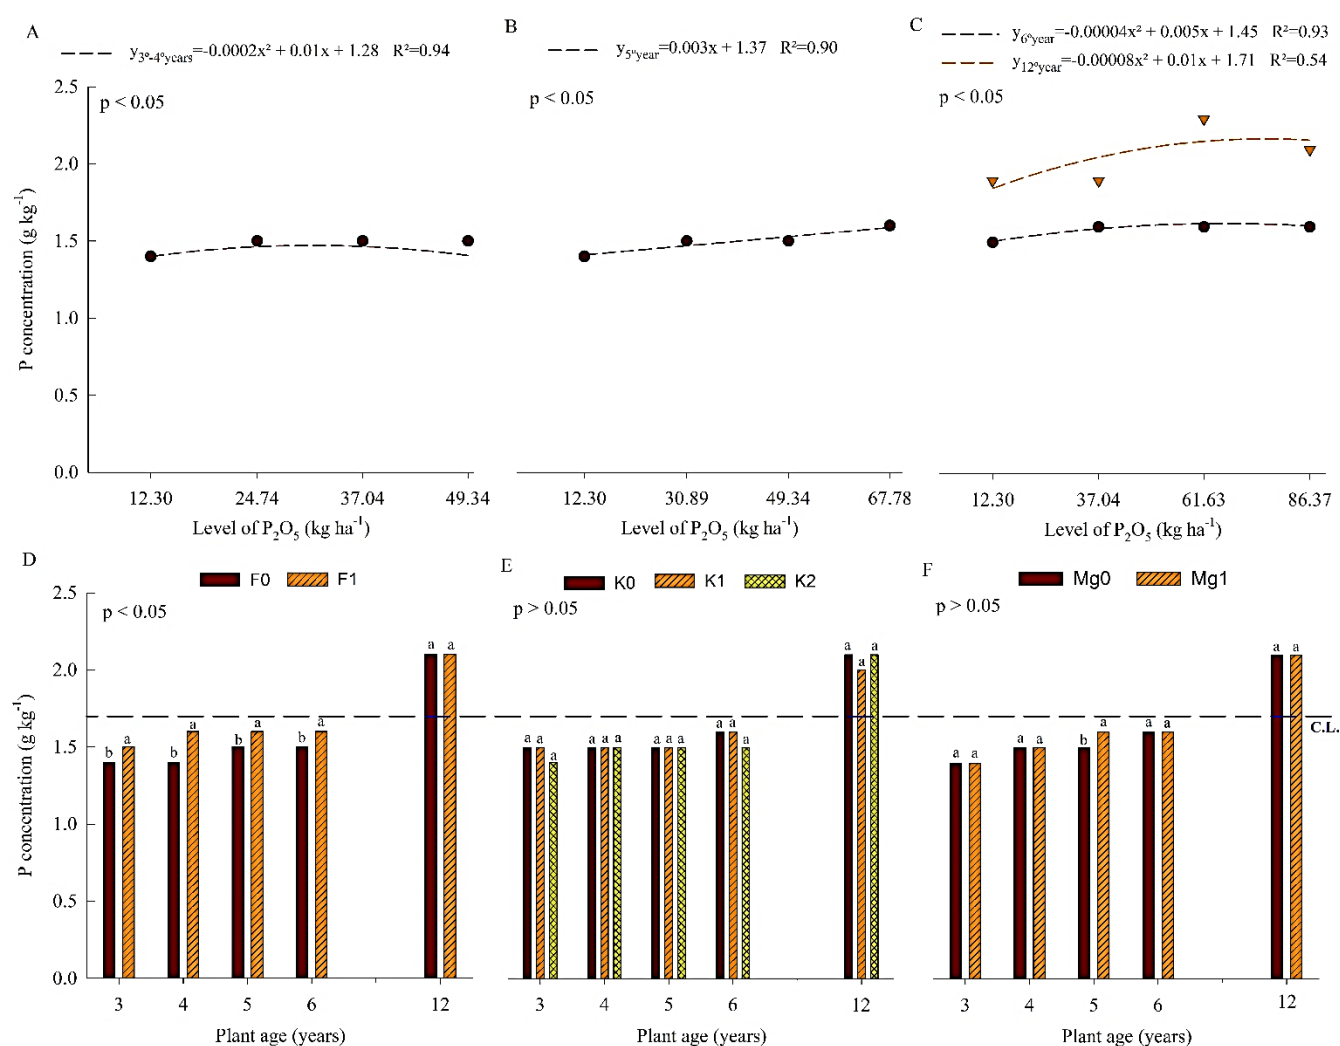 A
y3º-4ºyears=-0.0002x² + 0.01x + 1.28 R²=0.94
B
y5ºyear=0.003x + 1.37 R²=0.90
C
y6ºyear=-0.00004x² + 0.005x + 1.45 R²=0.93
y12ºyear=-0.00008x² + 0.01x + 1.71 R²=0.54
p < 0.05
p < 0.05
p < 0.05
P concentration (g kg-1)
2.5
2.0
1.5
1.0
0.5
0.0
12.30 24.74 37.04 49.34
Level of P2O5 (kg ha-1)
12.30 30.89 49.34 67.78
Level of P2O5 (kg ha-1)
12.30 37.04 61.63 86.37
Level of P2O5 (kg ha-1)
D
F0 F1
p < 0.05
P concentration (g kg-1)
2.5
2.0
1.5
1.0
0.5
0.0
b a b a b a b a a a
3 4 5 6 12
Plant age (years)
E
K0 K1 K2
p > 0.05
a a a a a a a a a a a a a a a
3 4 5 6 12
Plant age (years)
F
Mg0 Mg1
p > 0.05
a a a a b a a a a a
C.L.
3 4 5 6 12
Plant age (years)